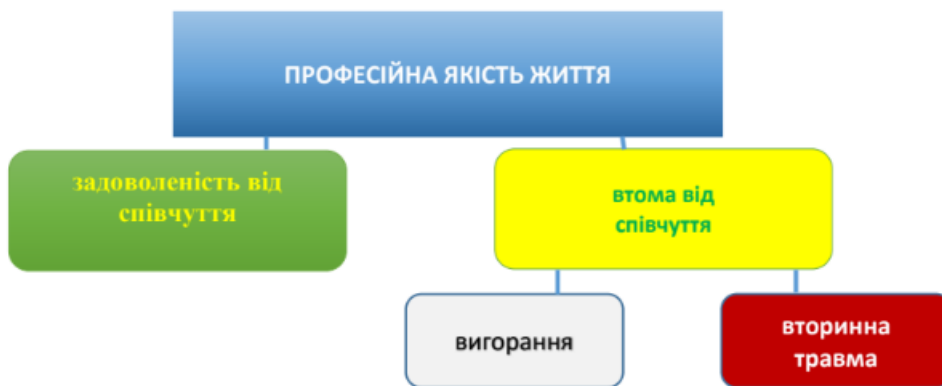 ПРОФЕСІЙНА ЯКІСТЬ ЖИТТЯ
задоволеність від
співчуття
втома від
співчуття
вигорання
вторинна
травма